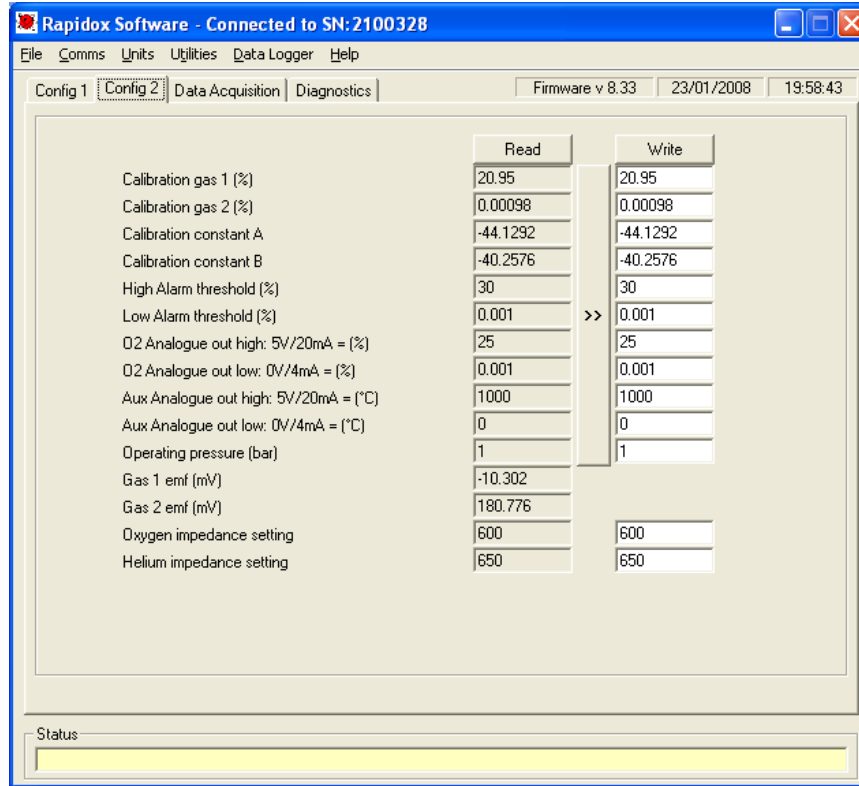 Rapidox Software - Connected to SN:2100328
File Comms Units Utilities Data Logger Help
Config 1 Config 2 Data Acquisition Diagnostics Firmware v 8.33 23/01/2008 19:58:43
Read Write
Calibration gas 1 (%) 20.95 20.95
Calibration gas 2 (%) 0.00098 0.00098
Calibration constant A -44.1292 -44.1292
Calibration constant B -40.2576 -40.2576
High Alarm threshold (%) 30 30
Low Alarm threshold (%) 0.001 >> 0.001
O2 Analogue out high: 5V/20mA = (%) 25 25
O2 Analogue out low: 0V/4mA = (%) 0.001 0.001
Aux Analogue out high: 5V/20mA = (°C) 1000 1000
Aux Analogue out low: 0V/4mA = (°C) 0 0
Operating pressure (bar) 1 1
Gas 1 emf (mV) -10.302
Gas 2 emf (mV) 180.776
Oxygen impedance setting 600 600
Helium impedance setting 650 650
Status